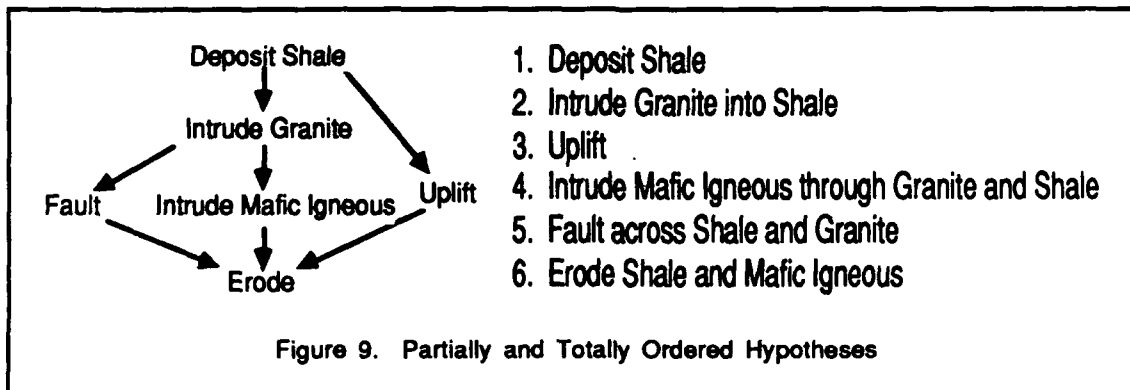 Deposit Shale
Intrude Granite
Fault
Intrude Mafic Igneous
Uplift
Erode
1. Deposit Shale
2. Intrude Granite into Shale
3. Uplift
4. Intrude Mafic Igneous through Granite and Shale
5. Fault across Shale and Granite
6. Erode Shale and Mafic Igneous
Figure 9. Partially and Totally Ordered Hypotheses